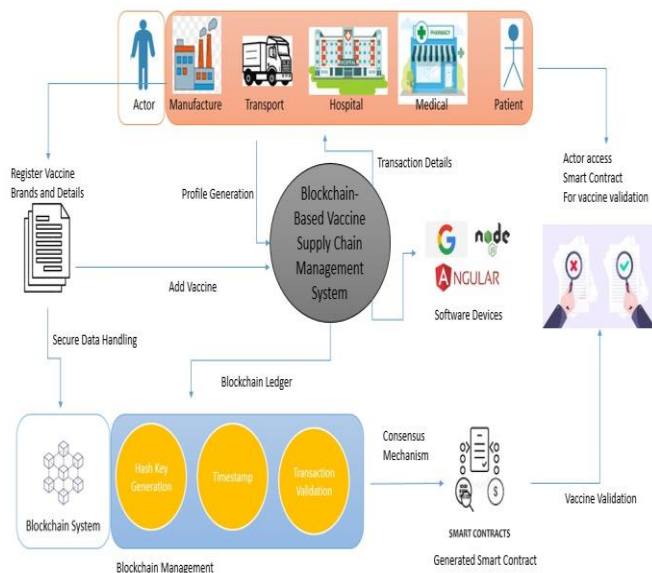 Actor
Manufacture
Transport
HOSPITAL
Hospital
PHARMACY
Medical
Patient
Register Vaccine
Brands and Details
Profile Generation
Transaction Details
Actor access
Smart Contract
For vaccine validation
Blockchain-
Based Vaccine
Supply Chain
Management
System
G
node
JS
ANGULAR
Software Devices
Add Vaccine
Secure Data Handling
Blockchain Ledger
Hash Key
Generation
Timestamp
Transaction
Validation
Consensus
Mechanism
$
SMART CONTRACTS
Generated Smart Contract
Vaccine Validation
Blockchain System
Blockchain Management